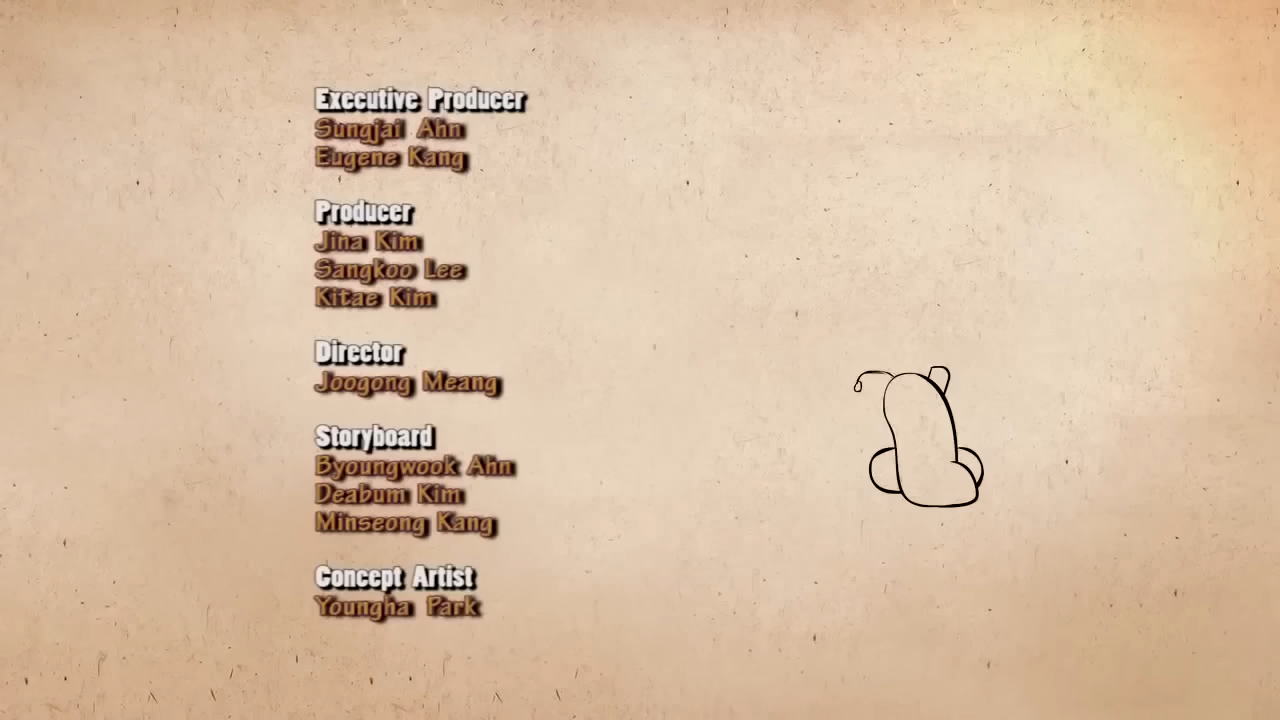 Executive Producer
Sungjai Ahn
Eugene Kang
Producer
Jina Kim
Sangkoo Lee
Kitae Kim
Director
Joogong Meang
Storyboard
Byoungwook Ahn
Deabum Kim
Minseong Kang
Concept Artist
Youngha Park